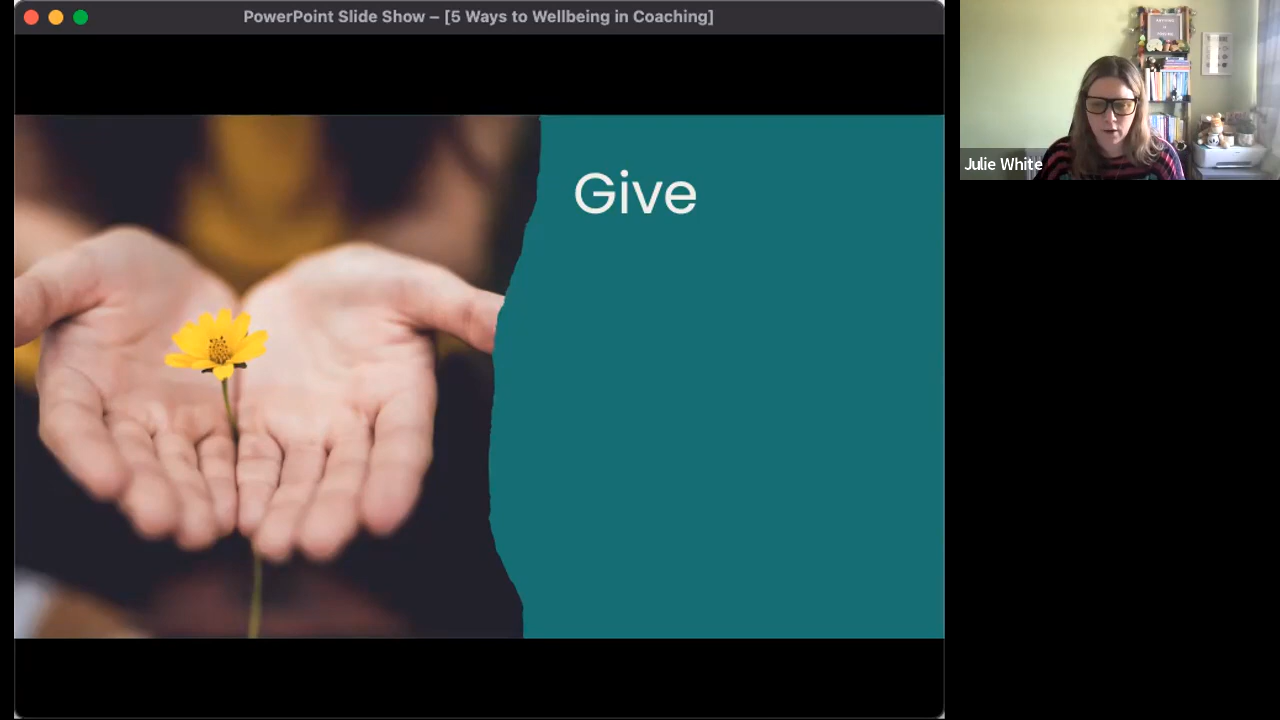 PowerPoint Slide Show – [5 Ways to Wellbeing in Coaching]
Give
Julie White